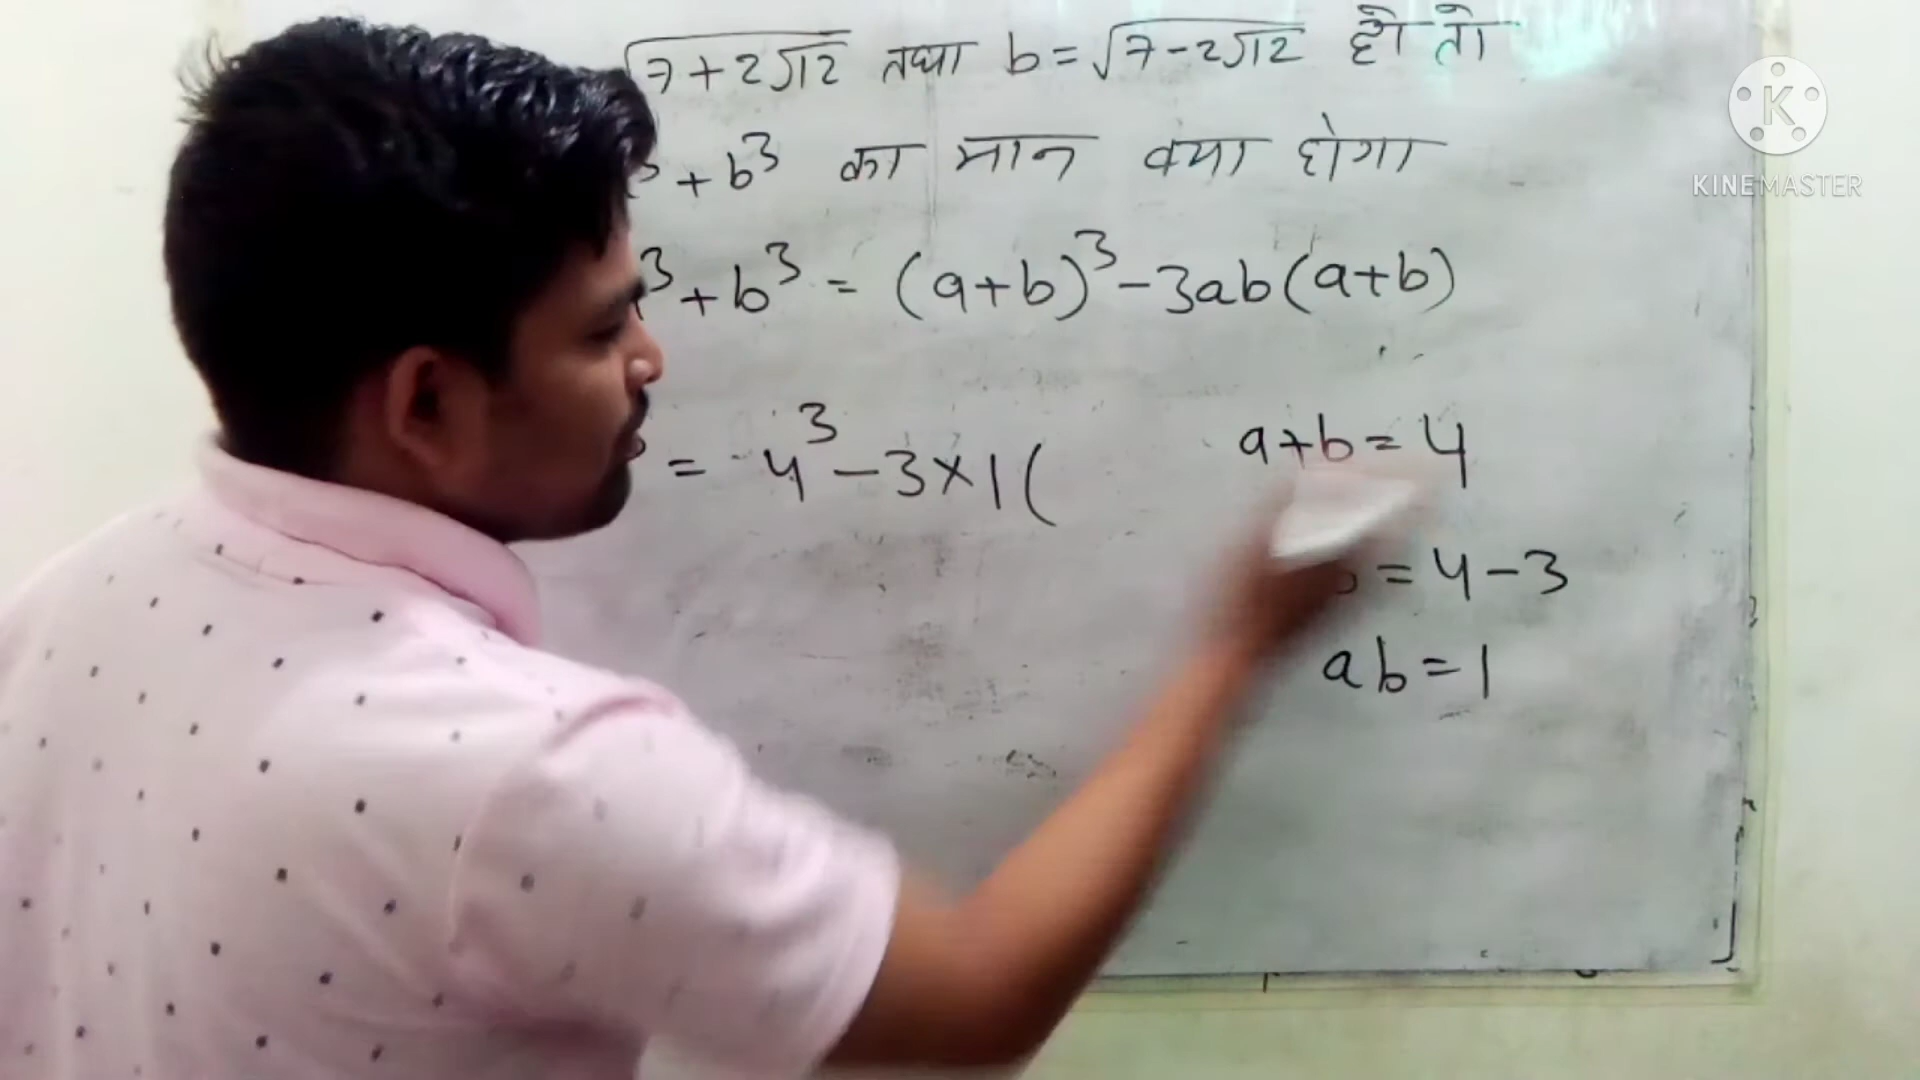 √7+2√12 तथा b=√7-2√12 हो तो
³+b³ का मान क्या होगा
³+b³ = (a+b)³-3ab(a+b)
= 4³-3×1(
a+b=4
= 4-3
ab=1
K
KINEMASTER